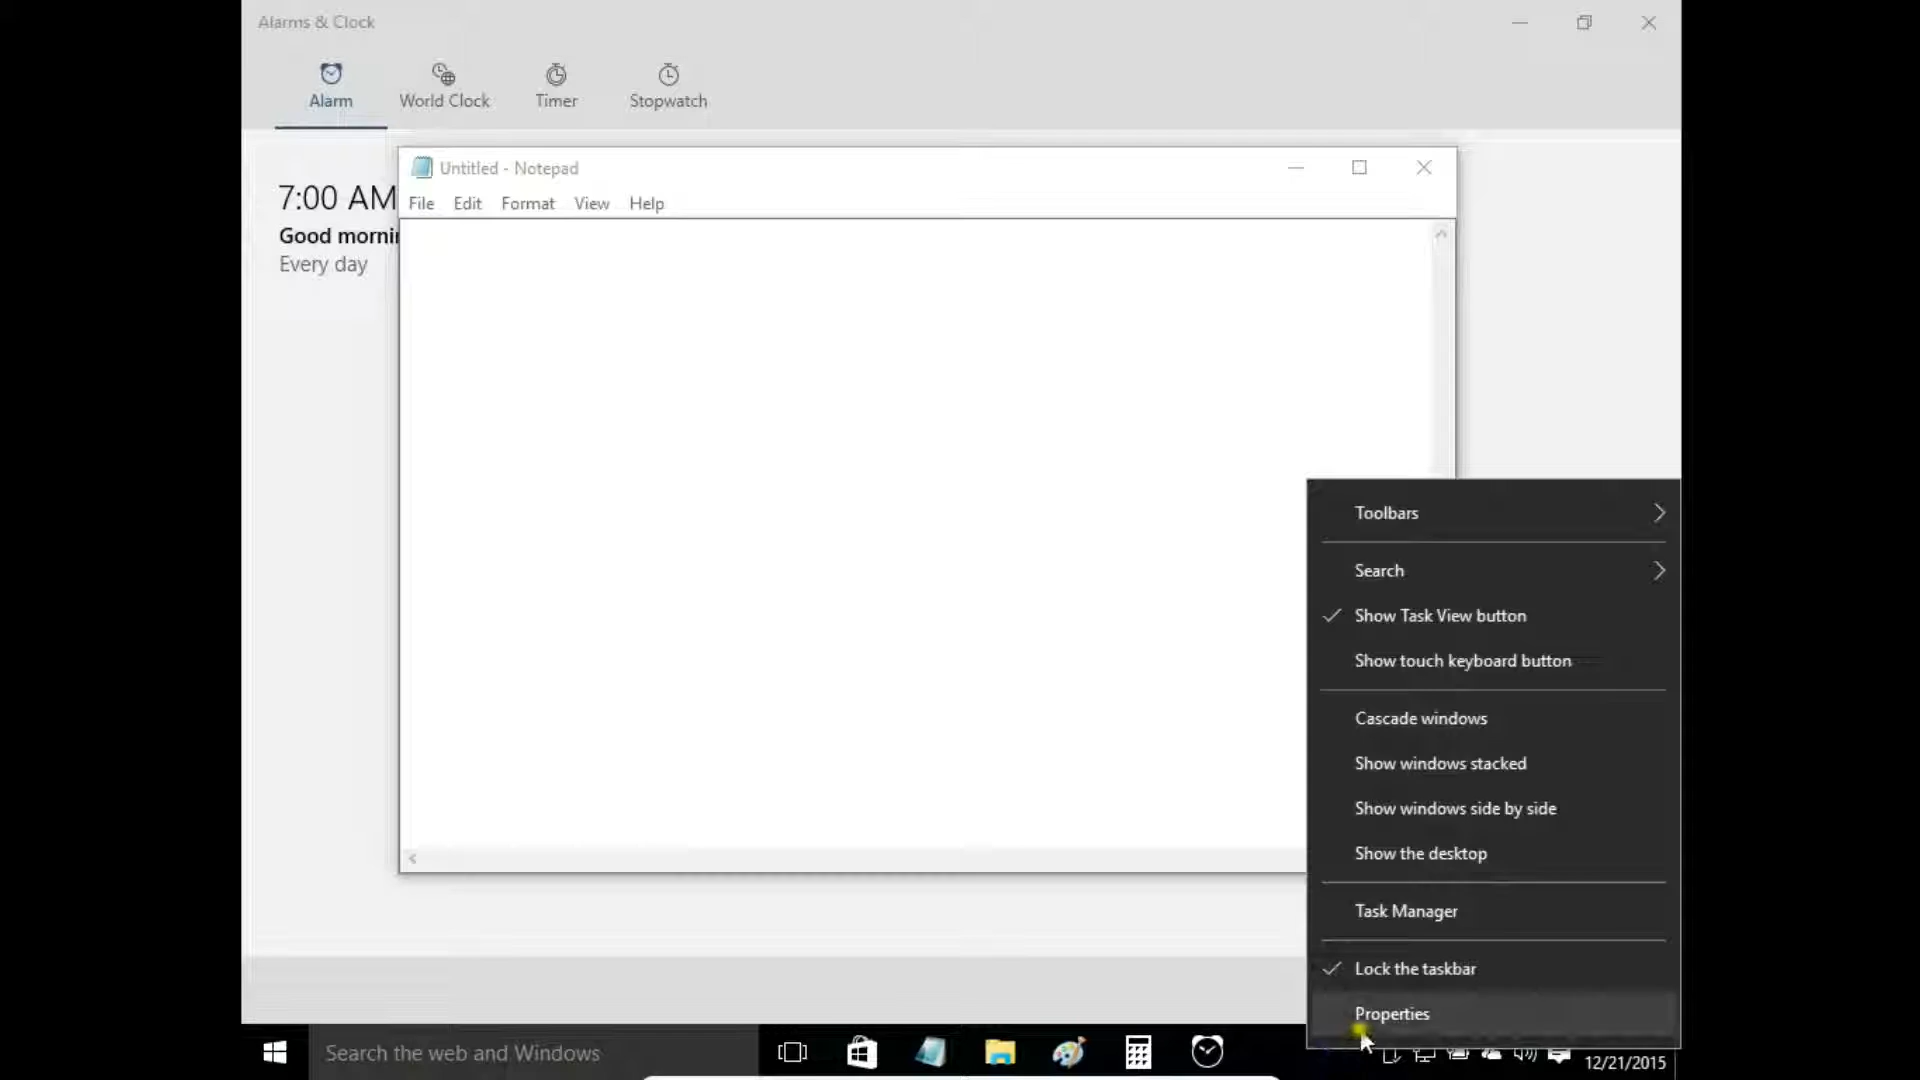 Alarms & Clock
Alarm
World Clock
Timer
Stopwatch
7:00 AM
Good mornin
Every day
Untitled - Notepad
File Edit Format View Help
Toolbars
Search
Show Task View button
Show touch keyboard button
Cascade windows
Show windows stacked
Show windows side by side
Show the desktop
Task Manager
Lock the taskbar
Properties
Search the web and Windows
12/21/2015